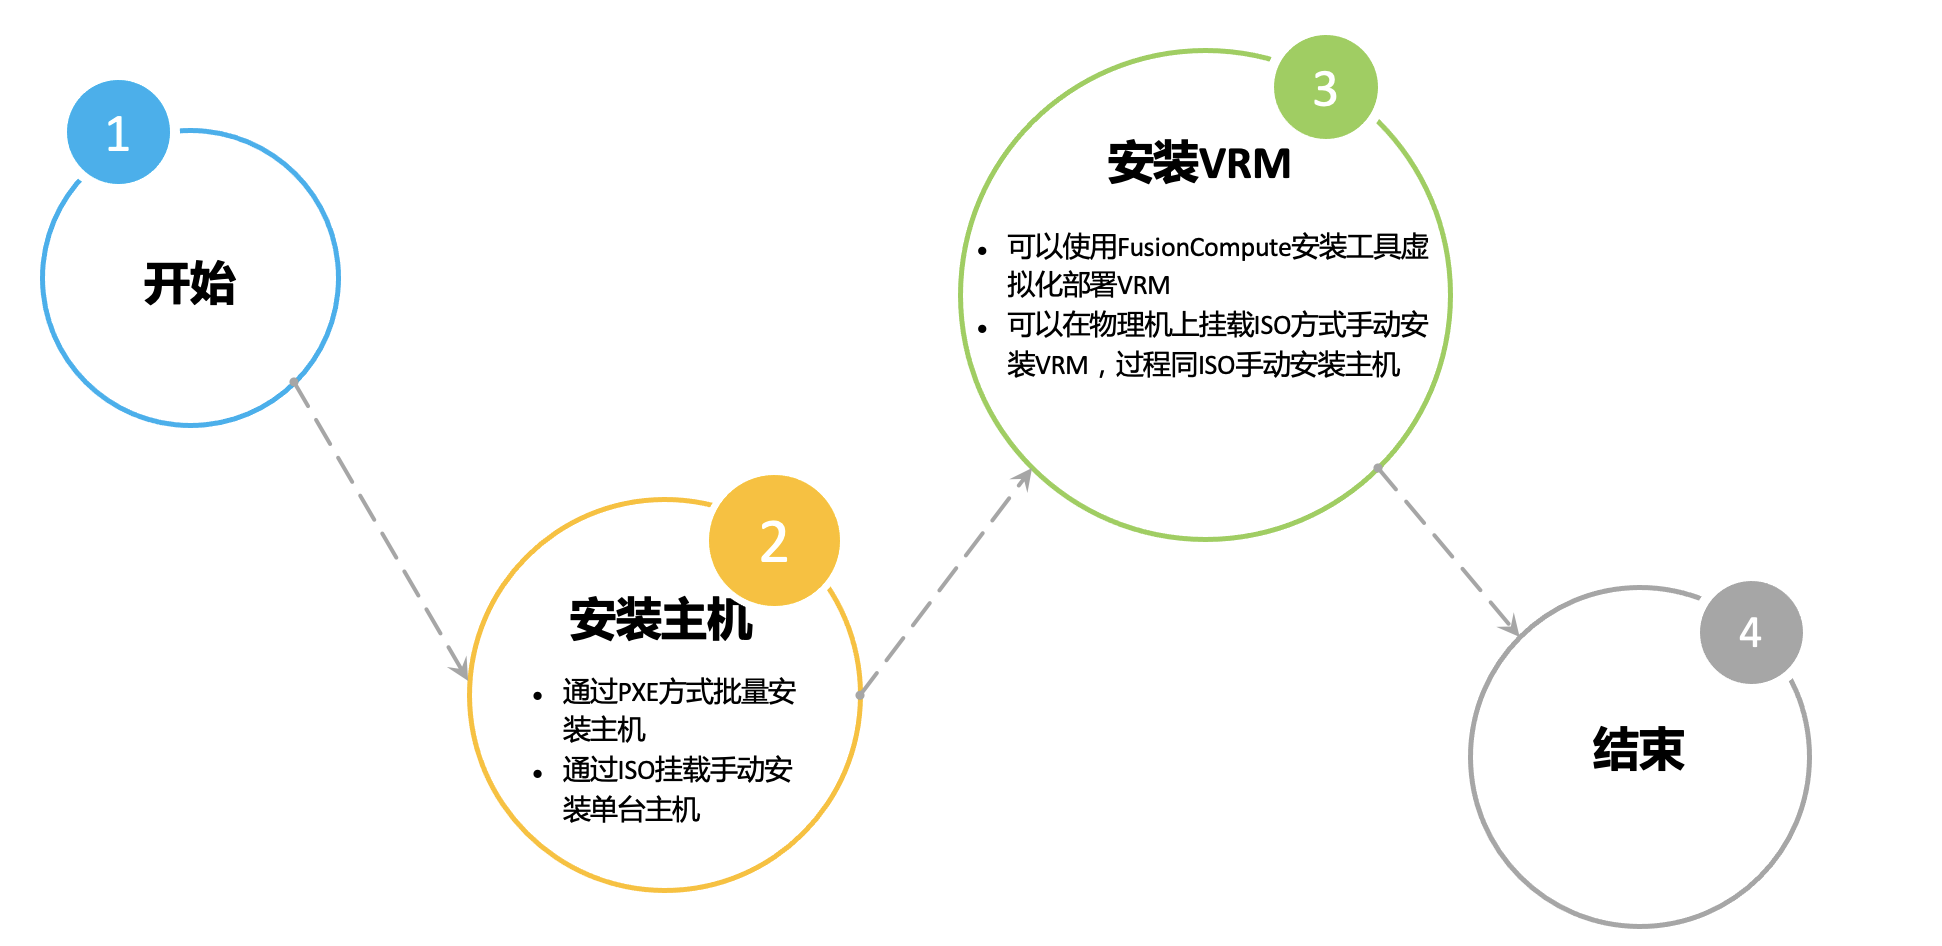 1
开始
2
安装主机
• 通过PXE方式批量安
装主机
• 通过ISO挂载手动安
装单台主机
3
安装VRM
• 可以使用FusionCompute安装工具虚
拟化部署VRM
• 可以在物理机上挂载ISO方式手动安
装VRM，过程同ISO手动安装主机
4
结束